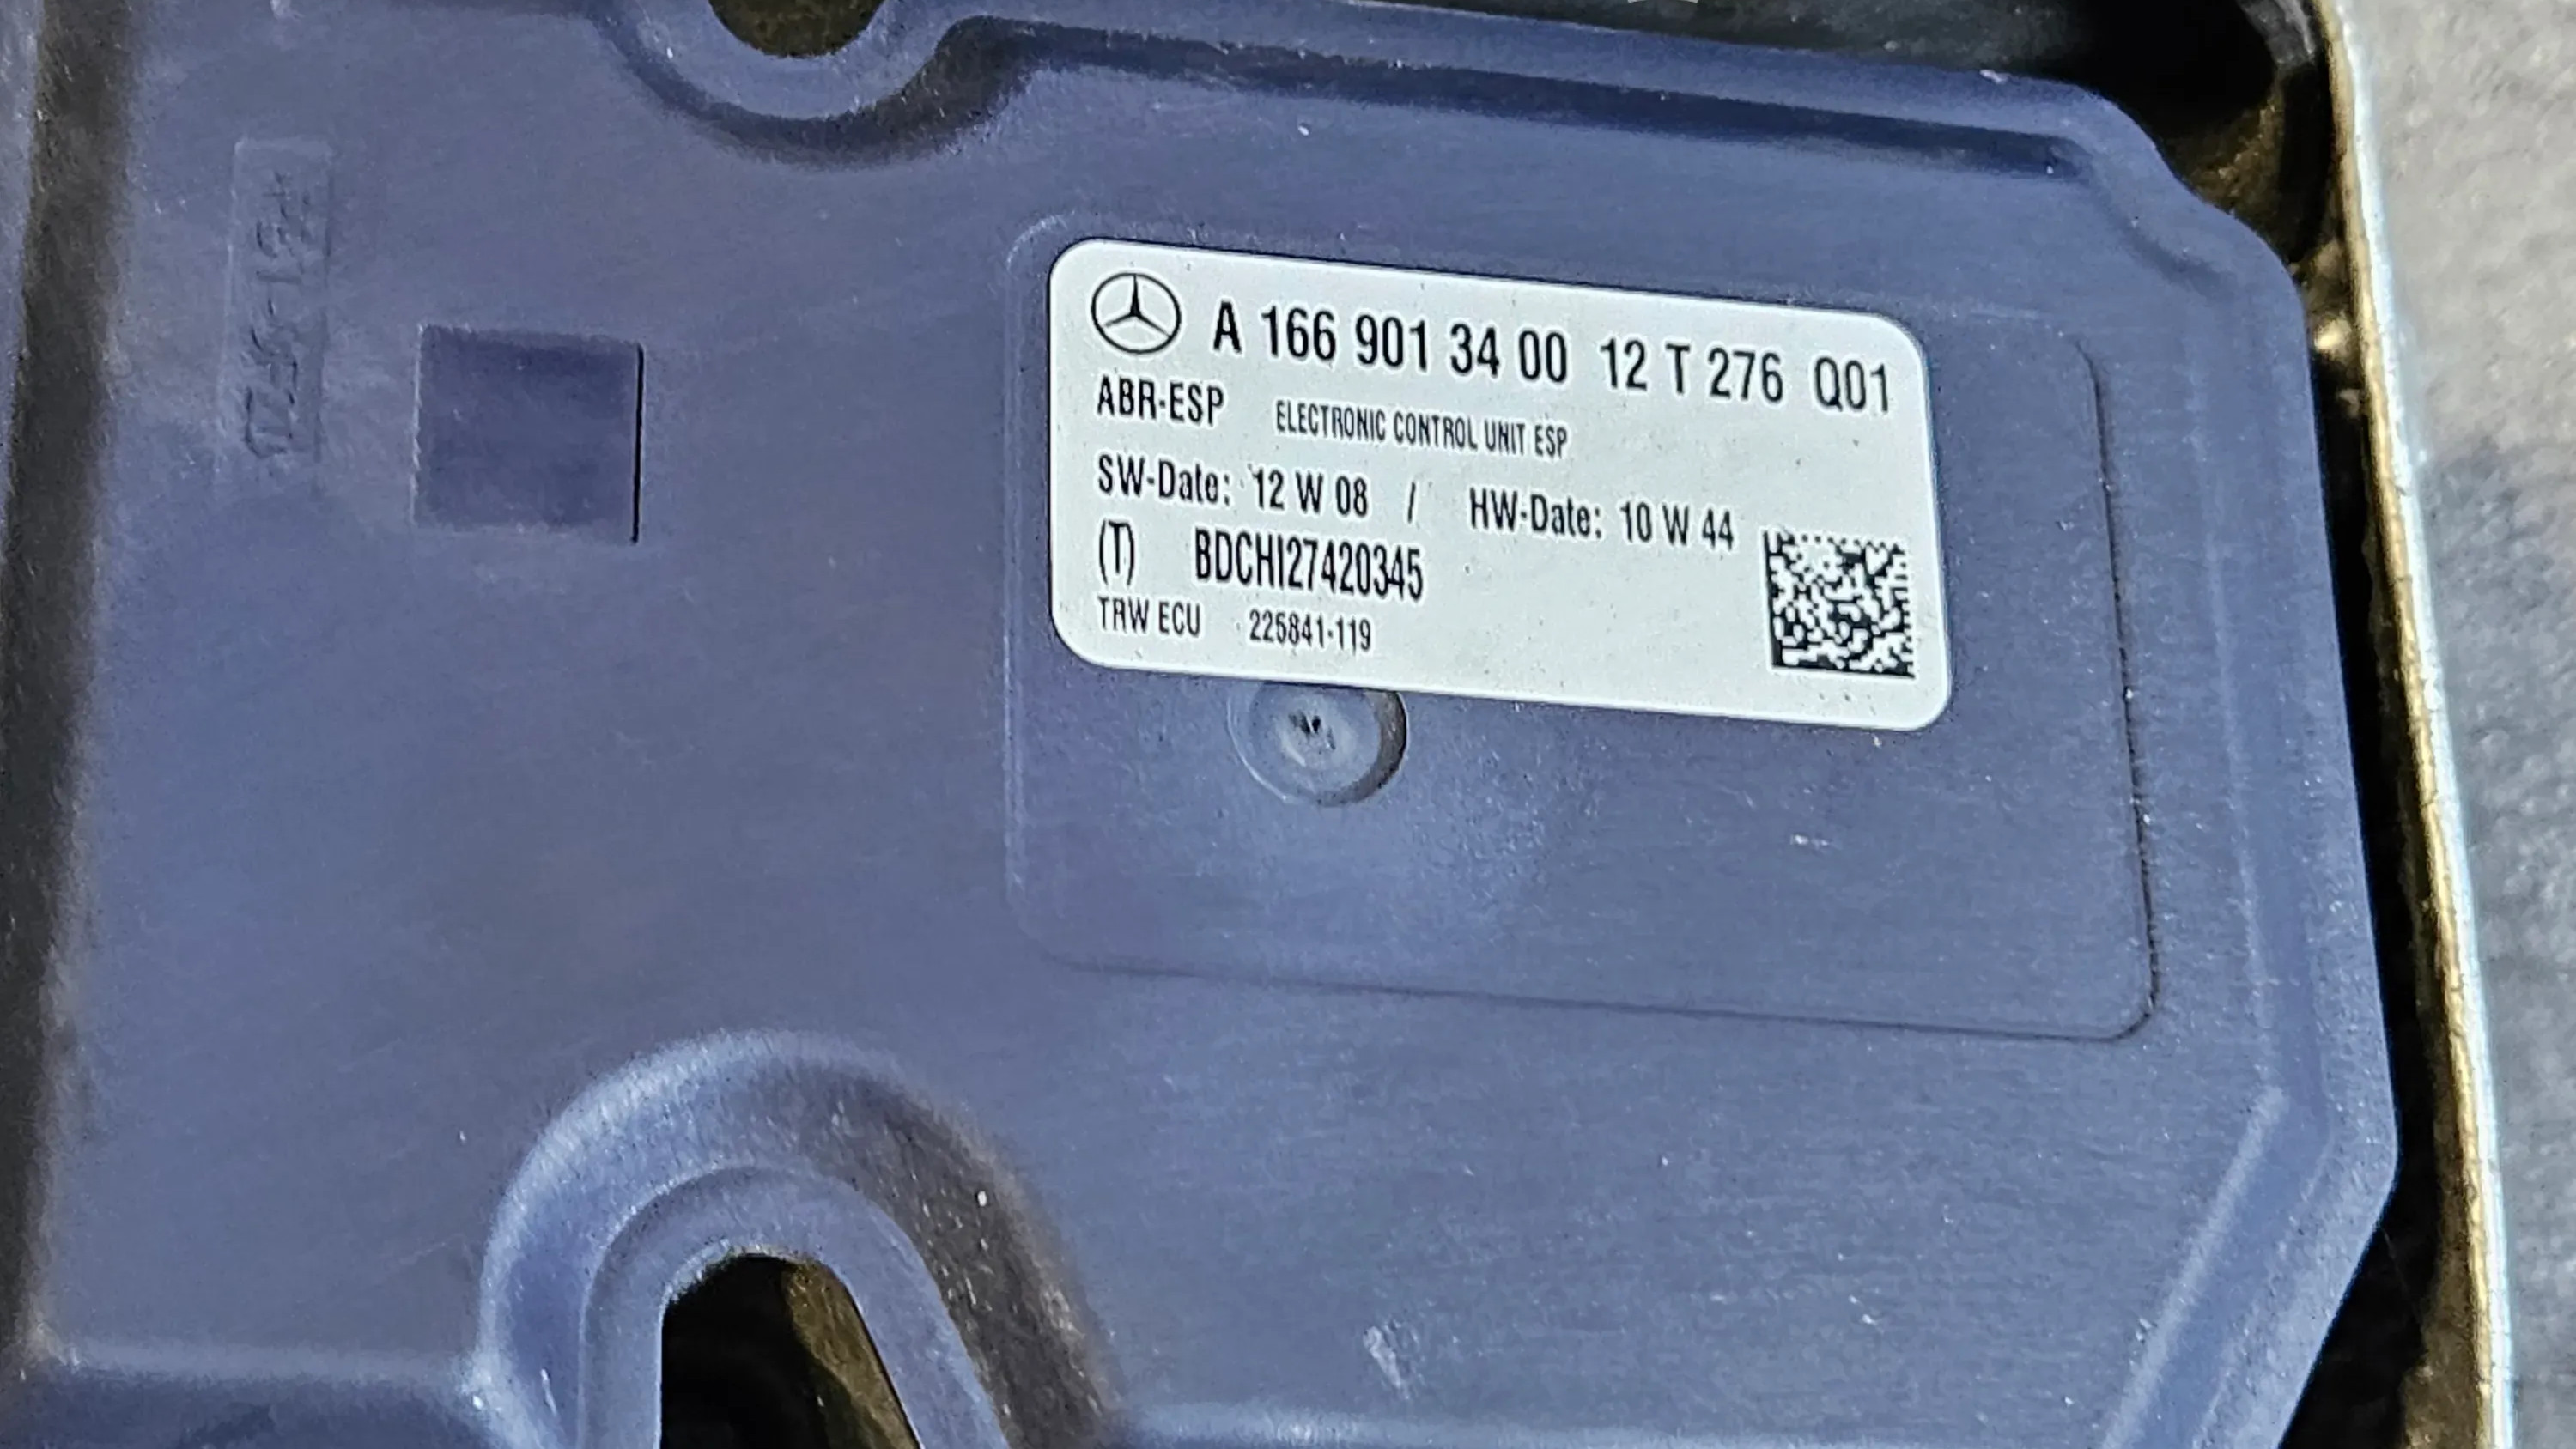 A 166 901 34 00 12 T 276 Q01
ABR-ESP ELECTRONIC CONTROL UNIT ESP
SW-Date: 12 W 08 / HW-Date: 10 W 44
(T) BDCHI27420345
TRW ECU 225841-119